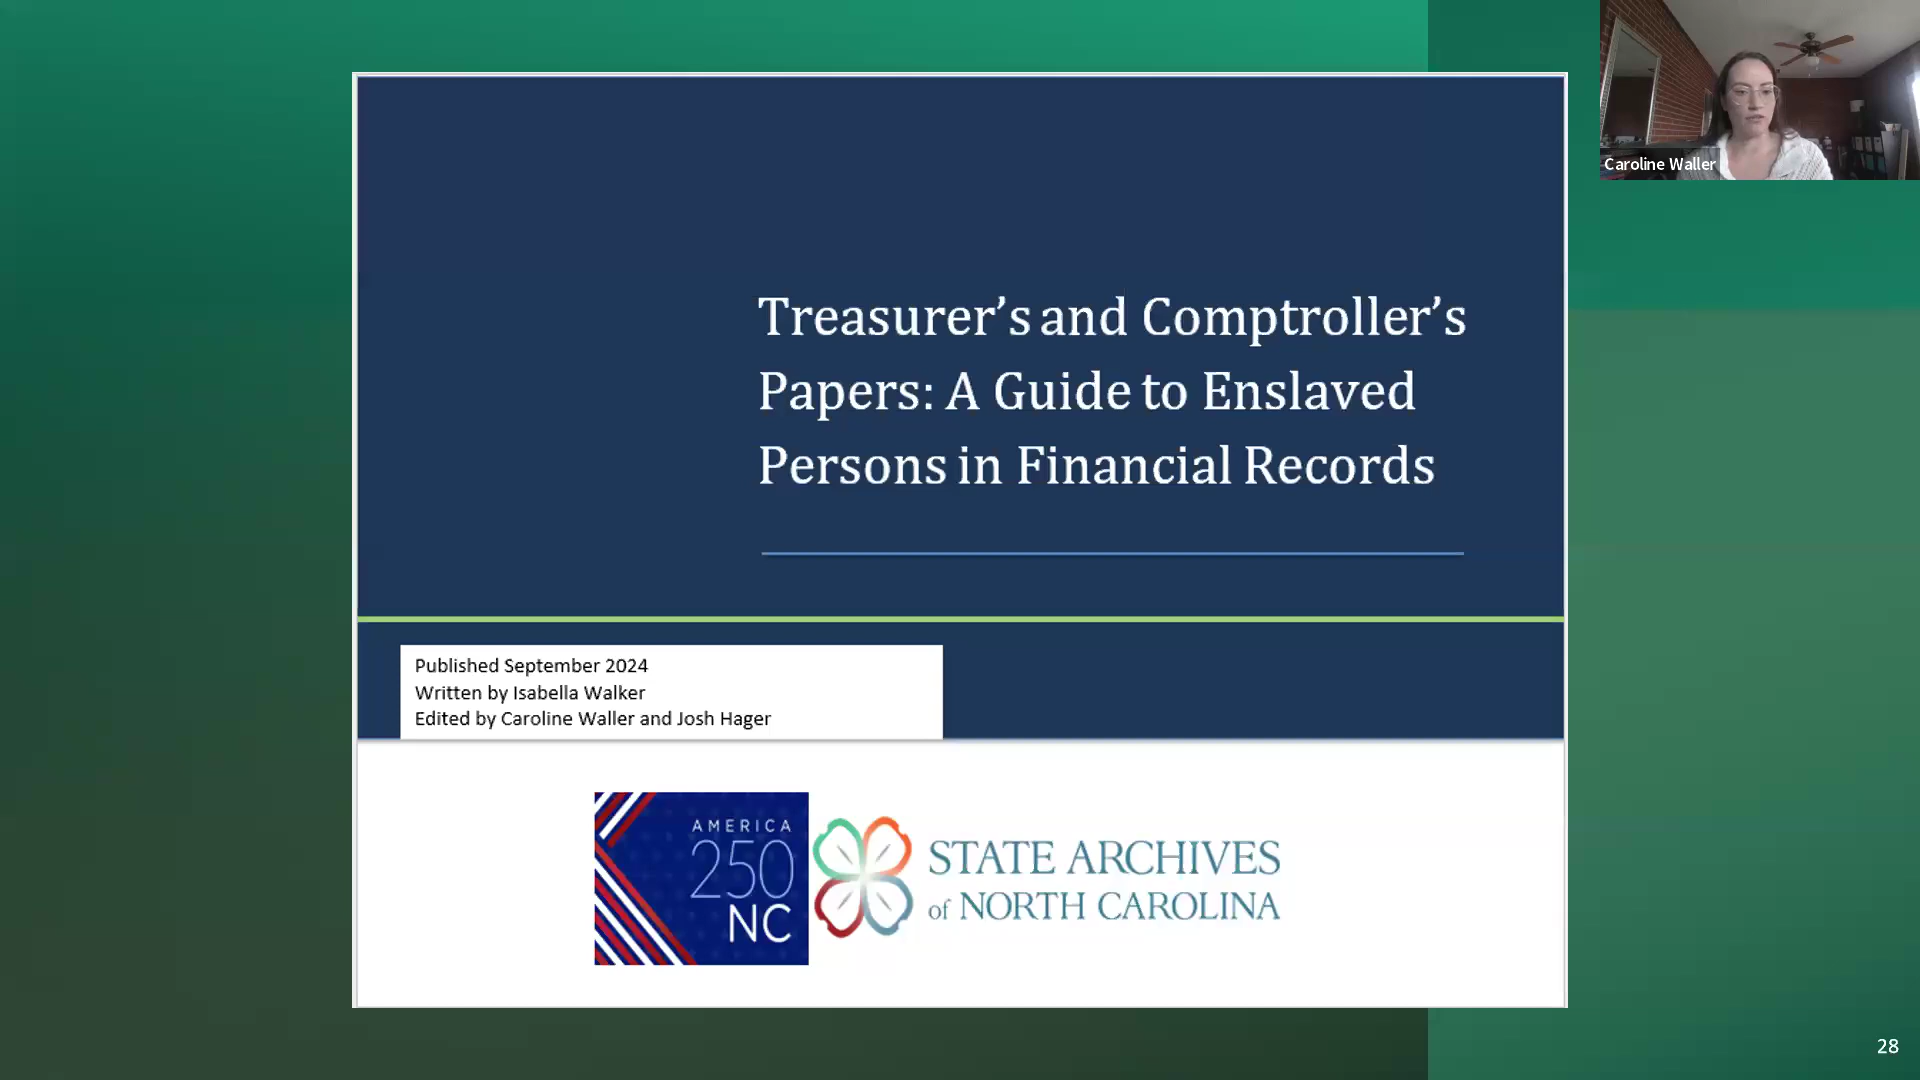 Treasurer's and Comptroller's
Papers: A Guide to Enslaved
Persons in Financial Records
Published September 2024
Written by Isabella Walker
Edited by Caroline Waller and Josh Hager
AMERICA
250
NC
STATE ARCHIVES
of NORTH CAROLINA
Caroline Waller
28